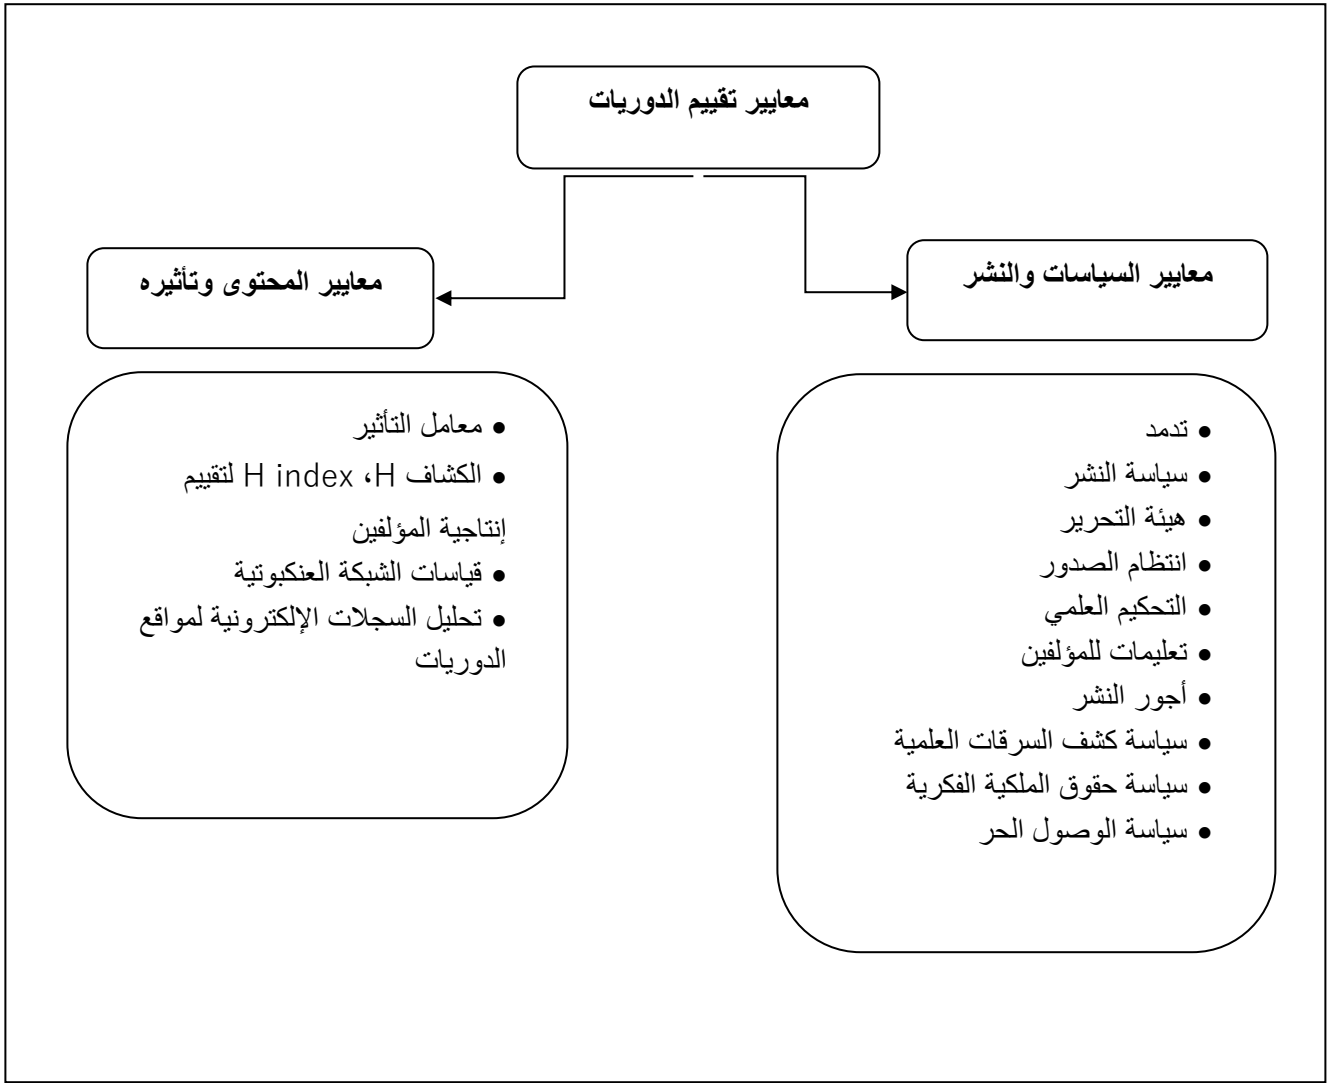 معايير تقييم الدوريات
معايير السياسات والنشر
• تدمد
• سياسة النشر
• هيئة التحرير
• انتظام الصدور
• التحكيم العلمي
• تعليمات للمؤلفين
• أجور النشر
• سياسة كشف السرقات العلمية
• سياسة حقوق الملكية الفكرية
• سياسة الوصول الحر
معايير المحتوى وتأثيره
• معامل التأثير
• الكشاف H، H index لتقييم
إنتاجية المؤلفين
• قياسات الشبكة العنكبوتية
• تحليل السجلات الإلكترونية لمواقع
الدوريات